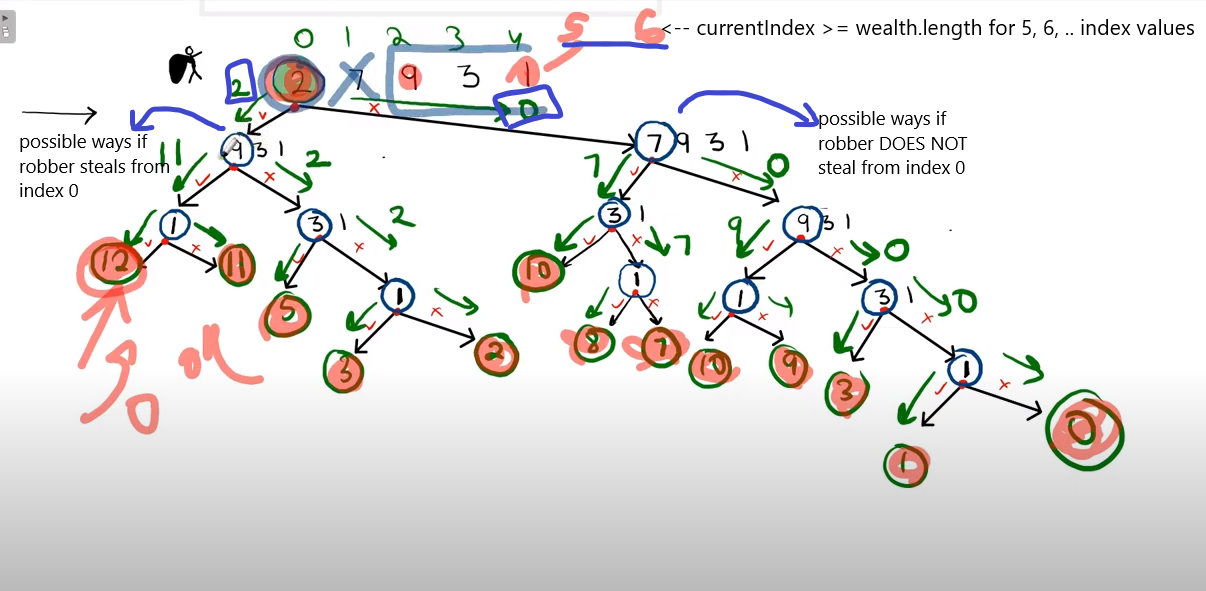 0 1 2 3 4 5 6 <-- currentIndex >= wealth.length for 5, 6, .. index values
2 2 7 9 3 1
0
possible ways if
robber steals from
index 0
possible ways if
robber DOES NOT
steal from index 0
11 9 3 1 2
7 7 9 3 1 0
1 3 1 2
3 1 7
9 9 3 1 0
12 11 5 1
10 1
1 3 1 0
3 2
8 7
10 9
3 1
0 or
1 0